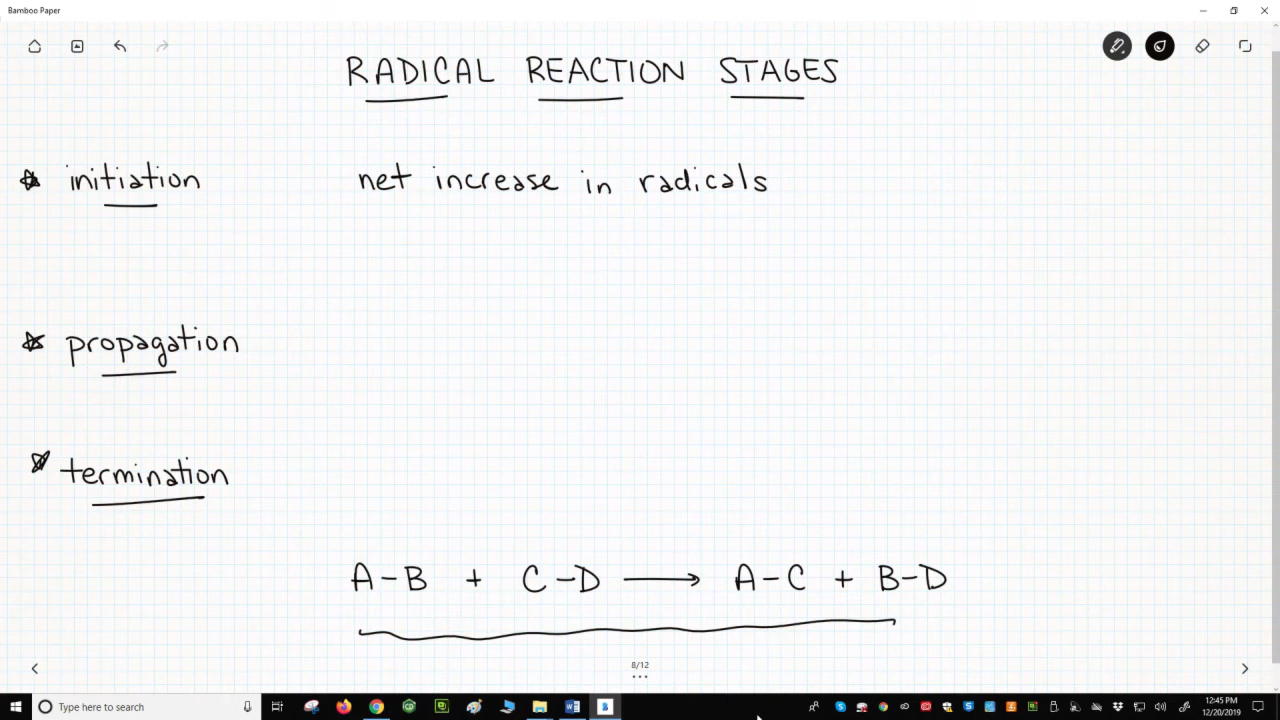 Bamboo Paper
RADICAL REACTION STAGES
initiation net increase in radicals
propagation
termination
A-B + C-D → A-C + B-D
8/12
Type here to search
12:45 PM
12/20/2019